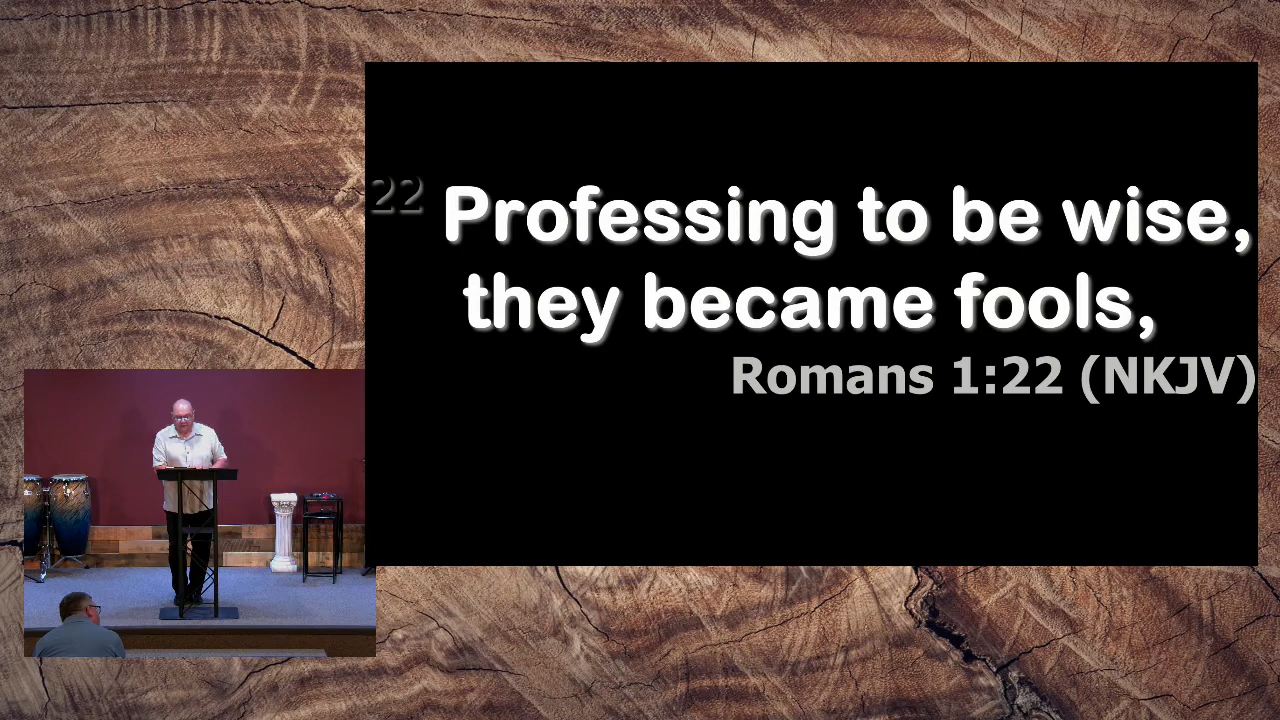 22 Professing to be wise,
they became fools,
Romans 1:22 (NKJV)